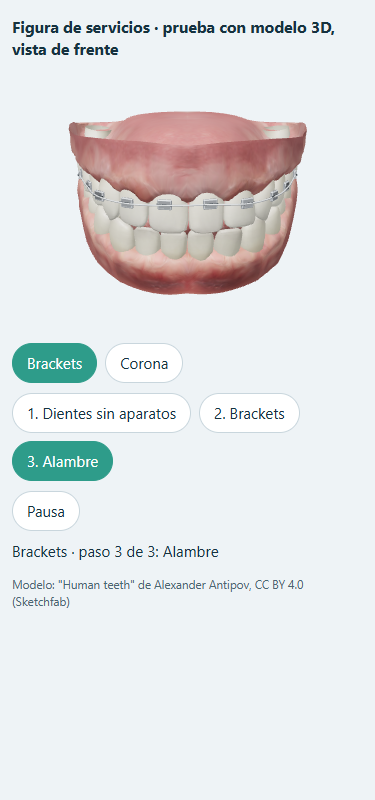 Figura de servicios · prueba con modelo 3D,
vista de frente
Brackets
Corona
1. Dientes sin aparatos
2. Brackets
3. Alambre
Pausa
Brackets · paso 3 de 3: Alambre
Modelo: "Human teeth" de Alexander Antipov, CC BY 4.0
(Sketchfab)